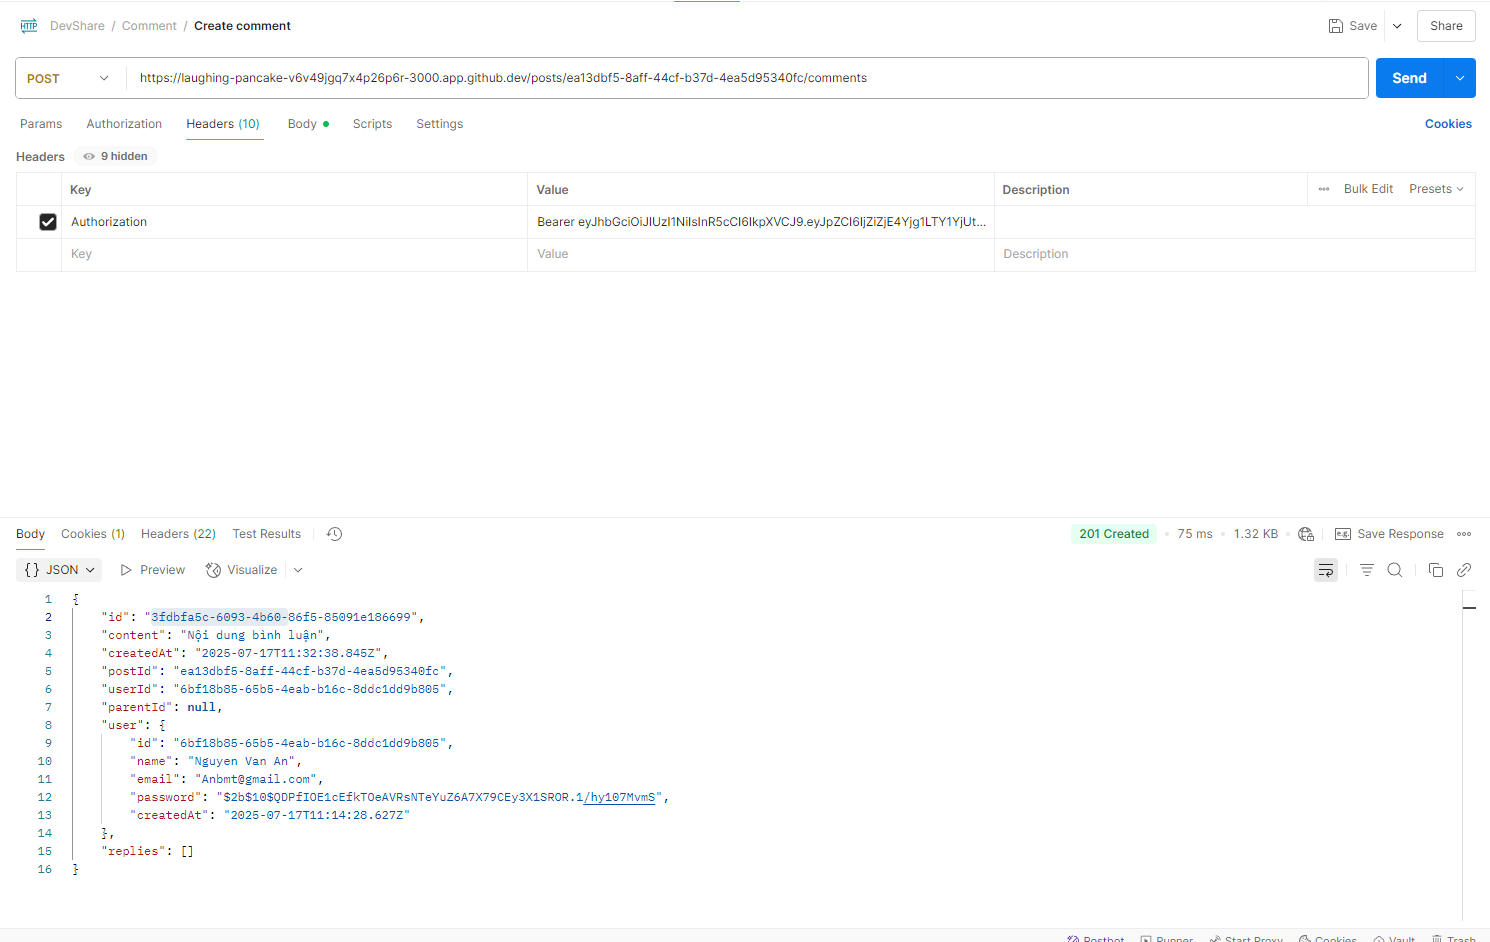 HTTP DevShare / Comment / Create comment Save Share
POST https://laughing-pancake-v6v49jgq7x4p26p6r-3000.app.github.dev/posts/ea13dbf5-8aff-44cf-b37d-4ea5d95340fc/comments Send
Params Authorization Headers (10) Body Scripts Settings Cookies
Headers 9 hidden
Key Value Description Bulk Edit Presets
Authorization Bearer eyJhbGciOiJIUzI1NiIsInR5cCI6IkpXVCJ9.eyJpZCI6IjZiZjE4Yjg1LTY1YjUt...
Key Value Description
Body Cookies (1) Headers (22) Test Results 201 Created 75 ms 1.32 KB e.g. Save Response
{} JSON Preview Visualize
1 {
2 "id": "3fdbfa5c-6093-4b60-86f5-85091e186699",
3 "content": "Nội dung bình luận",
4 "createdAt": "2025-07-17T11:32:38.845Z",
5 "postId": "ea13dbf5-8aff-44cf-b37d-4ea5d95340fc",
6 "userId": "6bf18b85-65b5-4eab-b16c-8ddc1dd9b805",
7 "parentId": null,
8 "user": {
9 "id": "6bf18b85-65b5-4eab-b16c-8ddc1dd9b805",
10 "name": "Nguyen Van An",
11 "email": "Anbmt@gmail.com",
12 "password": "$2b$10$QDPfIOE1cEfkTOeAVRsNTeYuZ6A7X79CEy3X1SROR.1/hy107MvmS",
13 "createdAt": "2025-07-17T11:14:28.627Z"
14 },
15 "replies": []
16 }
Postbot Runner Start Proxy Cookies Vault Trash